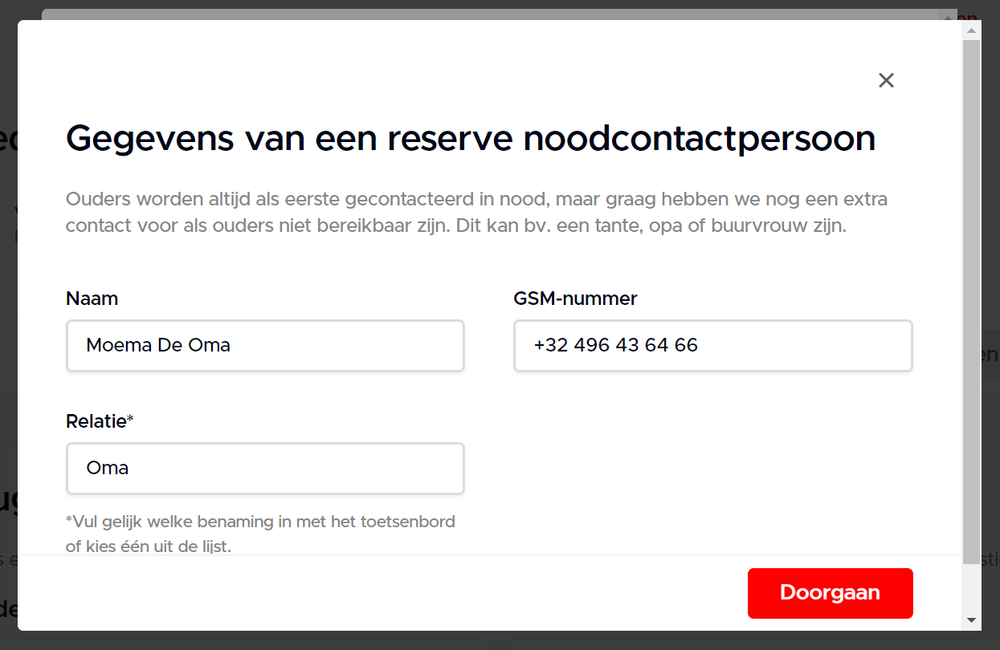 Gegevens van een reserve noodcontactpersoon
Ouders worden altijd als eerste gecontacteerd in nood, maar graag hebben we nog een extra
contact voor als ouders niet bereikbaar zijn. Dit kan bv. een tante, opa of buurvrouw zijn.
Naam
GSM-nummer
Moema De Oma
+32 496 43 64 66
Relatie*
Oma
*Vul gelijk welke benaming in met het toetsenbord
of kies één uit de lijst.
Doorgaan